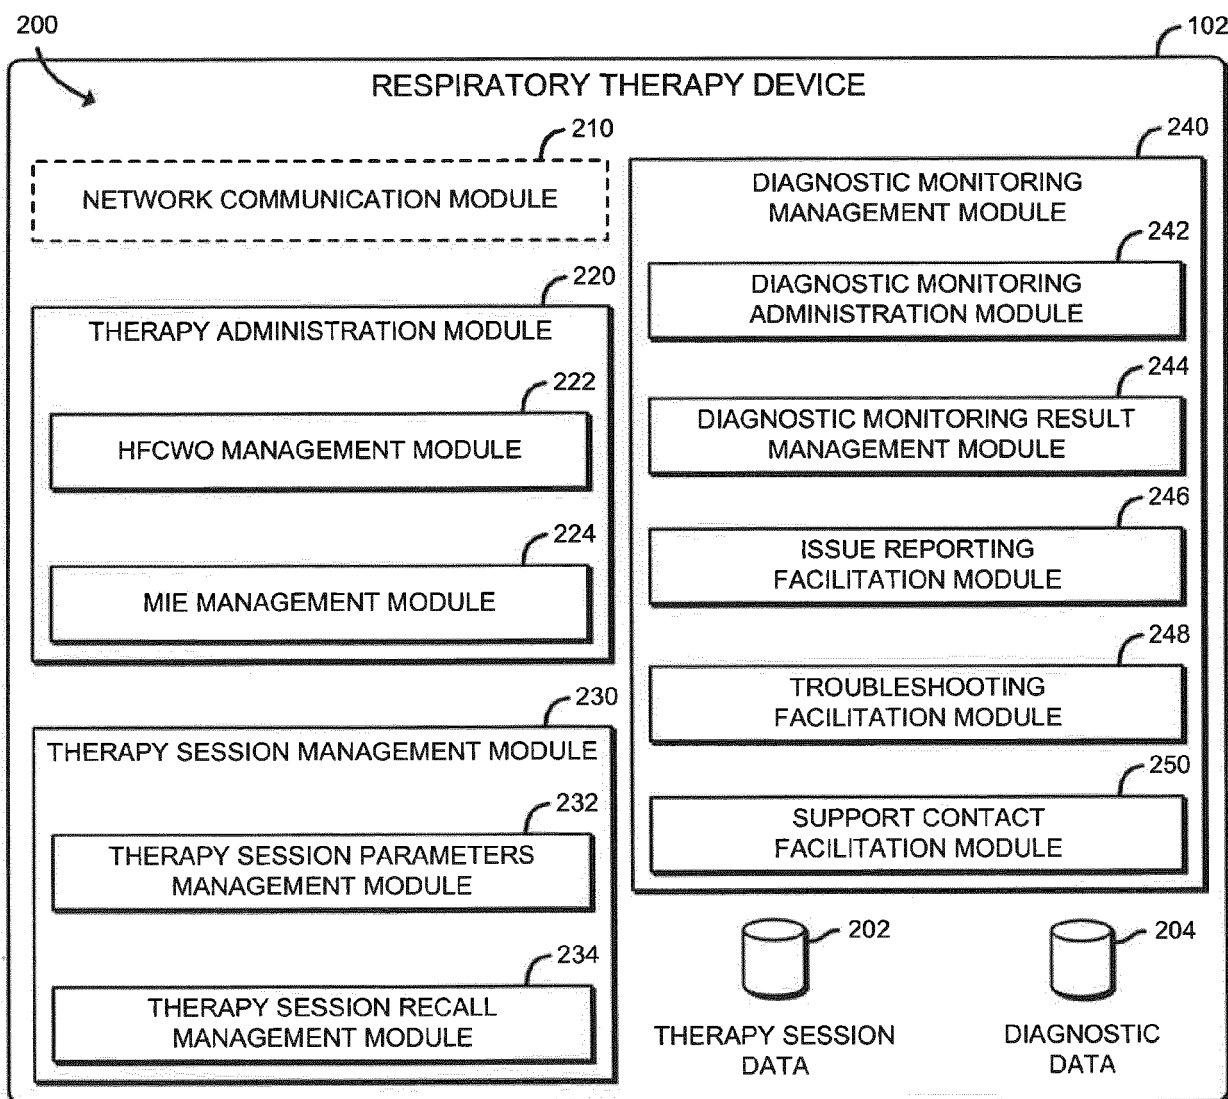 200
102
RESPIRATORY THERAPY DEVICE
210
NETWORK COMMUNICATION MODULE
220
THERAPY ADMINISTRATION MODULE
222
HFCWO MANAGEMENT MODULE
224
MIE MANAGEMENT MODULE
230
THERAPY SESSION MANAGEMENT MODULE
232
THERAPY SESSION PARAMETERS
MANAGEMENT MODULE
234
THERAPY SESSION RECALL
MANAGEMENT MODULE
240
DIAGNOSTIC MONITORING
MANAGEMENT MODULE
242
DIAGNOSTIC MONITORING
ADMINISTRATION MODULE
244
DIAGNOSTIC MONITORING RESULT
MANAGEMENT MODULE
246
ISSUE REPORTING
FACILITATION MODULE
248
TROUBLESHOOTING
FACILITATION MODULE
250
SUPPORT CONTACT
FACILITATION MODULE
202
THERAPY SESSION
DATA
204
DIAGNOSTIC
DATA